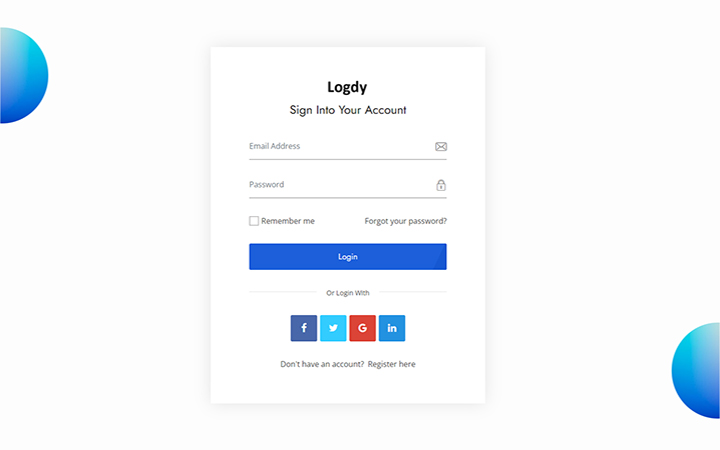 Logdy
Sign Into Your Account
Email Address
Password
Remember me Forgot your password?
Login
Or Login With
f G in
Don't have an account? Register here